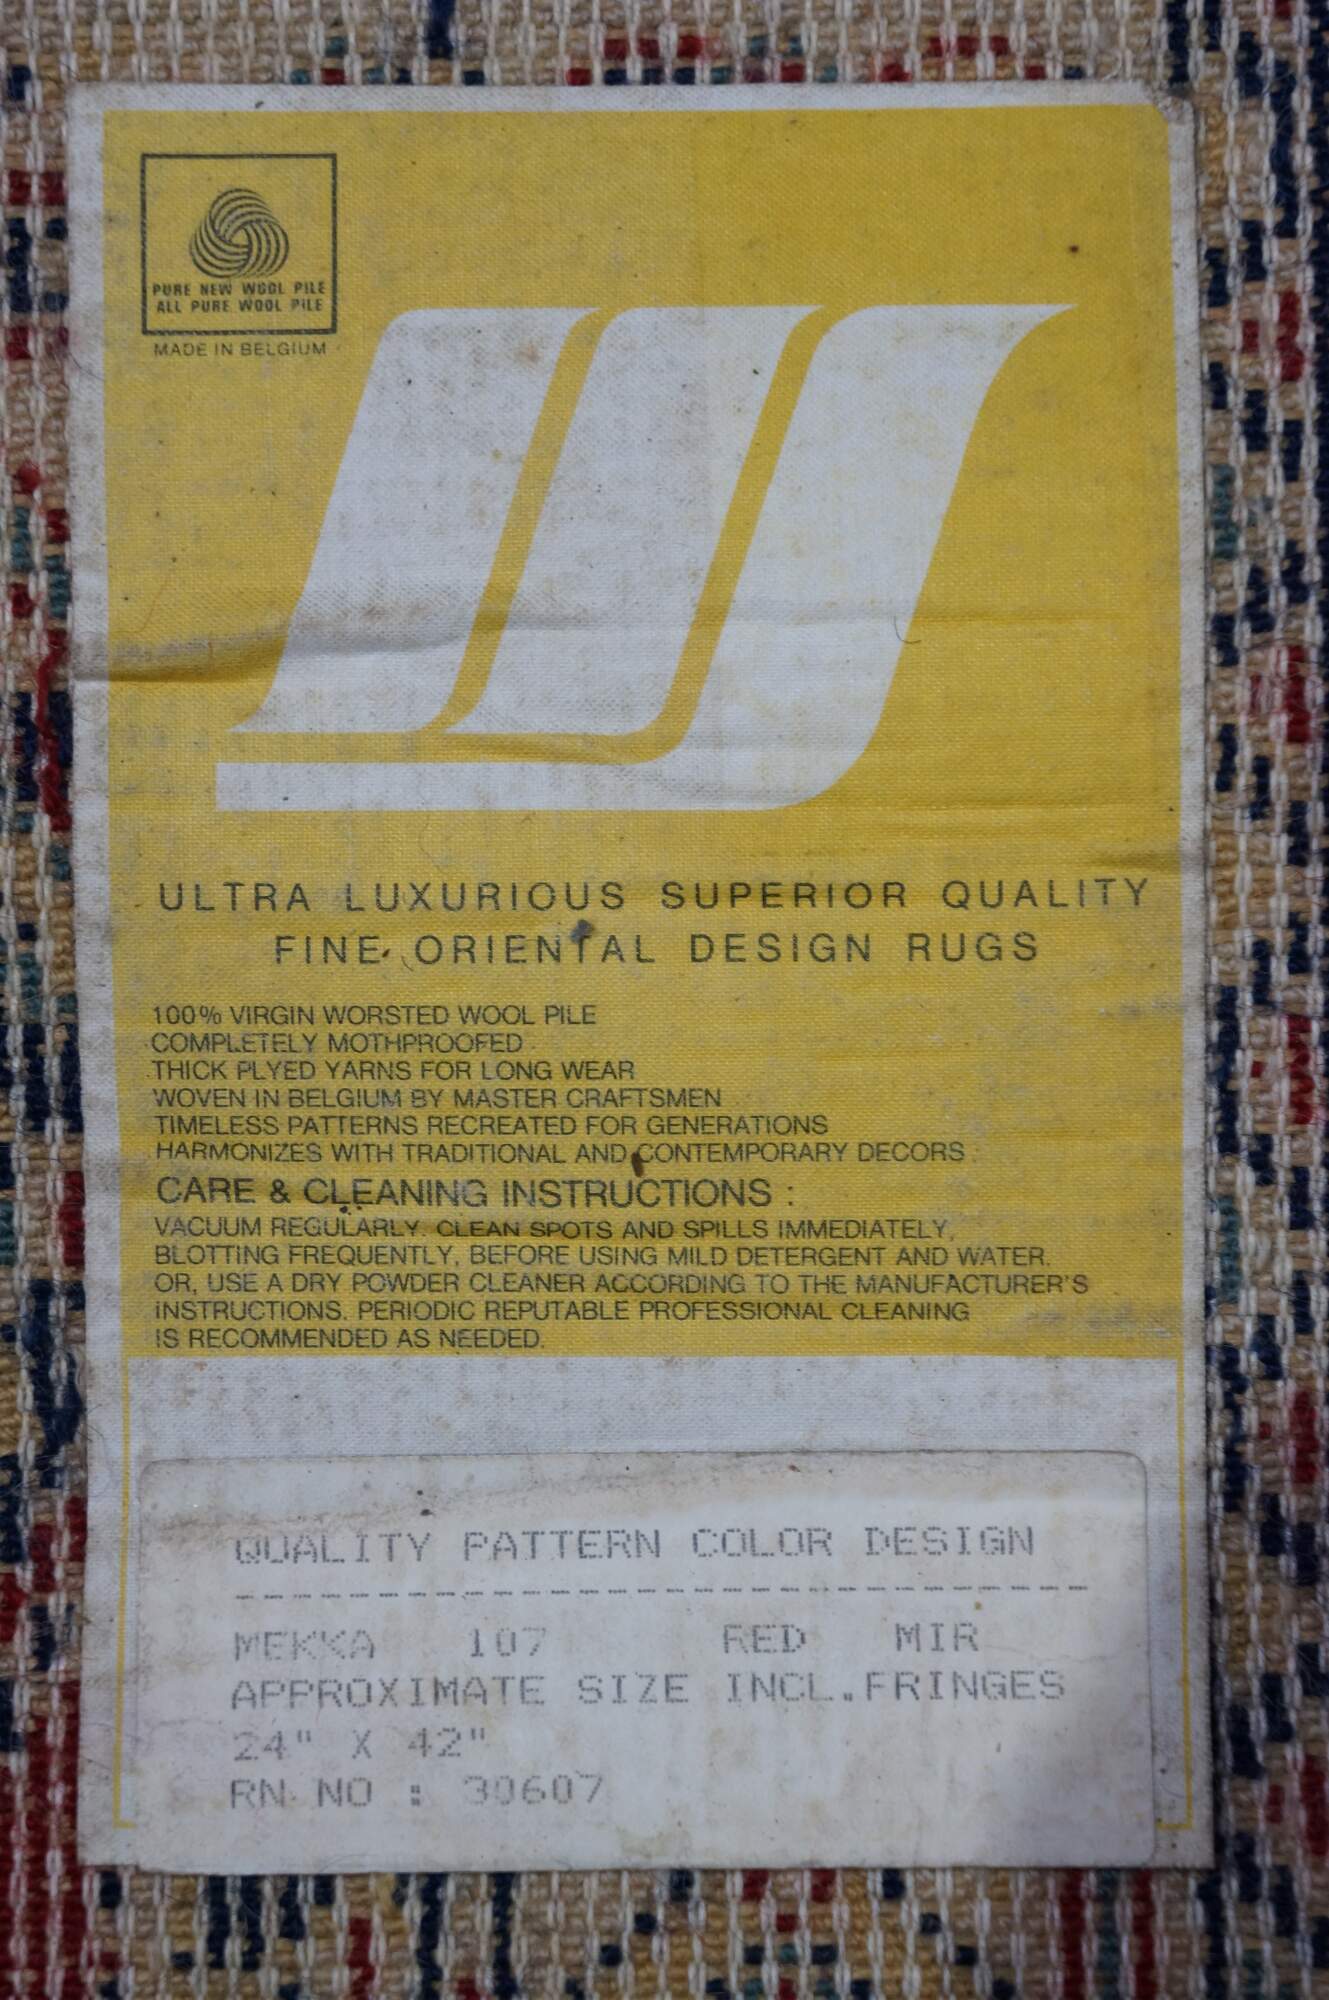 PURE NEW WOOL PILE
ALL PURE WOOL PILE
MADE IN BELGIUM
ULTRA LUXURIOUS SUPERIOR QUALITY
FINE ORIENTAL DESIGN RUGS
100% VIRGIN WORSTED WOOL PILE
COMPLETELY MOTHPROOFED
THICK PLYED YARNS FOR LONG WEAR
WOVEN IN BELGIUM BY MASTER CRAFTSMEN
TIMELESS PATTERNS RECREATED FOR GENERATIONS
HARMONIZES WITH TRADITIONAL AND CONTEMPORARY DECORS
CARE & CLEANING INSTRUCTIONS :
VACUUM REGULARLY. CLEAN SPOTS AND SPILLS IMMEDIATELY,
BLOTTING FREQUENTLY, BEFORE USING MILD DETERGENT AND WATER.
OR, USE A DRY POWDER CLEANER ACCORDING TO THE MANUFACTURER'S
INSTRUCTIONS. PERIODIC REPUTABLE PROFESSIONAL CLEANING
IS RECOMMENDED AS NEEDED.
QUALITY PATTERN COLOR DESIGN
MEKKA 107 RED MIR
APPROXIMATE SIZE INCL.FRINGES
24" X 42"
RN NO : 30607